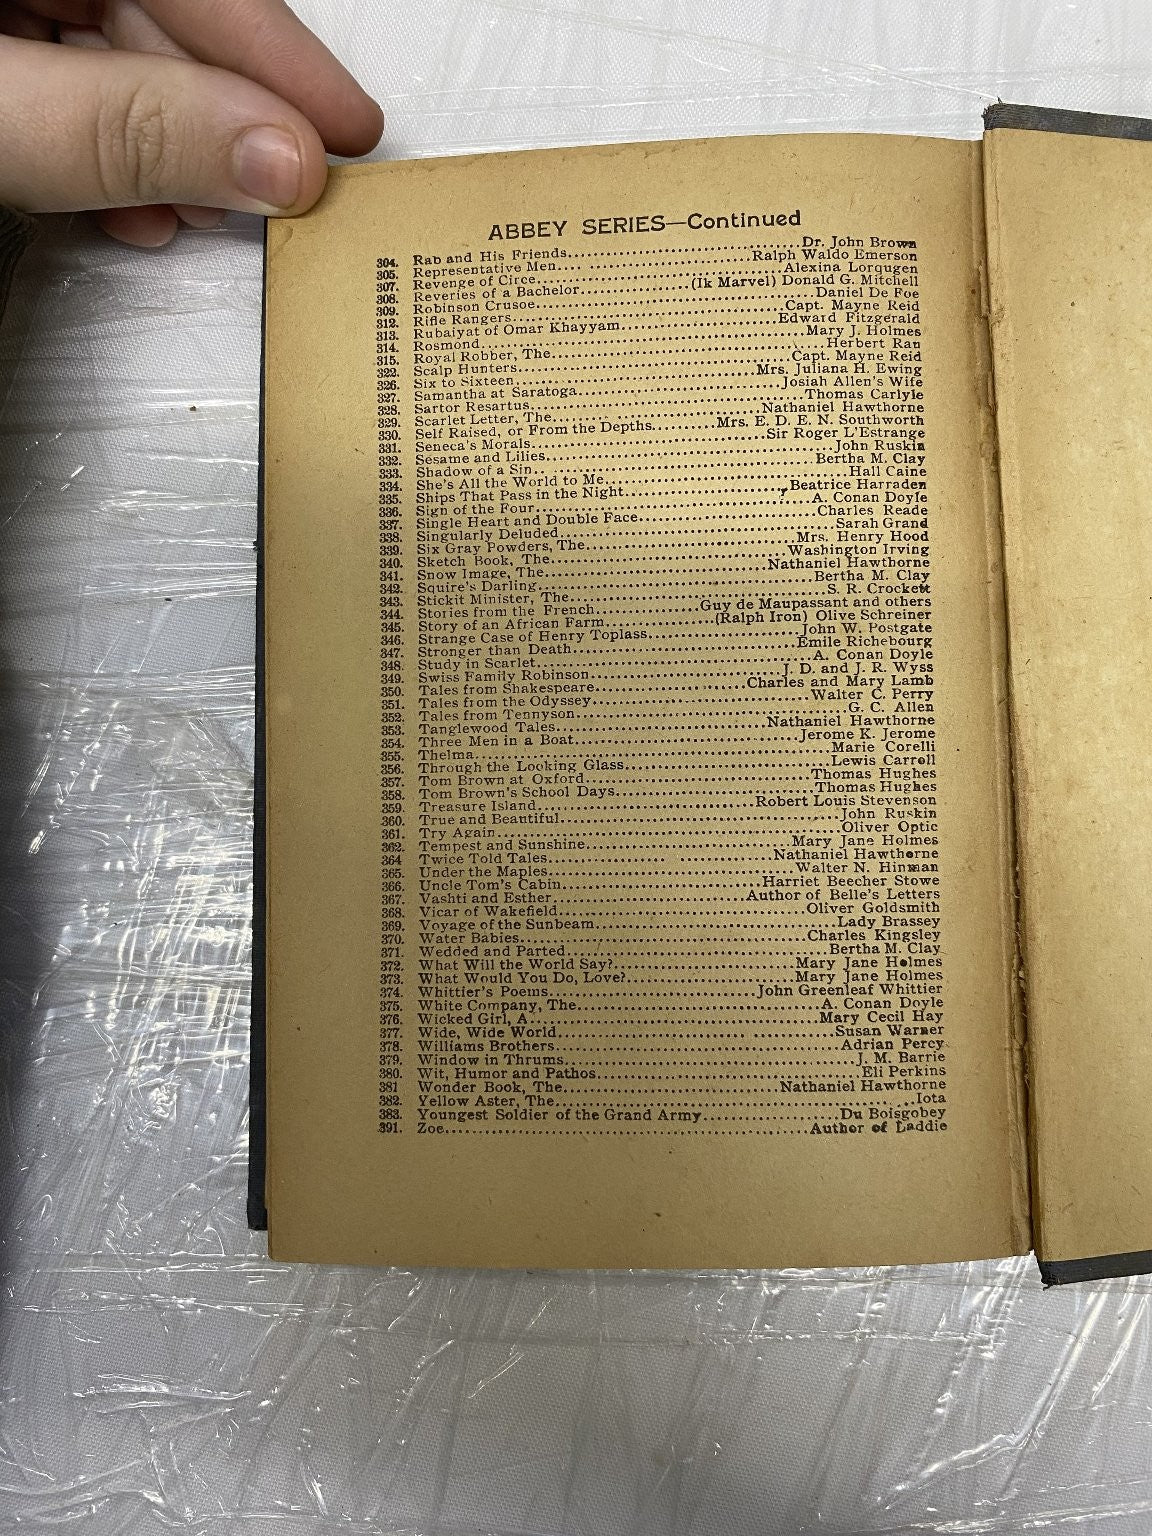 ABBEY SERIES—Continued
304. Rab and His Friends..........Dr. John Brown
305. Representative Men..........Ralph Waldo Emerson
307. Revenge of Circe..........Alexina Lorqugen
308. Reveries of a Bachelor..........(Ik Marvel) Donald G. Mitchell
309. Robinson Crusoe..........Daniel De Foe
312. Rifle Rangers..........Capt. Mayne Reid
313. Rubaiyat of Omar Khayyam..........Edward Fitzgerald
314. Rosmond..........Mary J. Holmes
315. Royal Robber, The..........Herbert Rau
322. Scalp Hunters..........Capt. Mayne Reid
326. Six to Sixteen..........Mrs. Juliana H. Ewing
327. Samantha at Saratoga..........Josiah Allen's Wife
328. Sartor Resartus..........Thomas Carlyle
329. Scarlet Letter, The..........Nathaniel Hawthorne
330. Self Raised, or From the Depths..........Mrs. E. D. E. N. Southworth
331. Seneca's Morals..........Sir Roger L'Estrange
332. Sesame and Lilies..........John Ruskin
333. Shadow of a Sin..........Bertha M. Clay
334. She's All the World to Me..........Hall Caine
335. Ships That Pass in the Night..........Beatrice Harraden
336. Sign of the Four..........A. Conan Doyle
337. Single Heart and Double Face..........Charles Reade
338. Singularly Deluded..........Sarah Grand
339. Six Gray Powders, The..........Mrs. Henry Hood
340. Sketch Book, The..........Washington Irving
341. Snow Image, The..........Nathaniel Hawthorne
342. Squire's Darling..........Bertha M. Clay
343. Stickit Minister, The..........S. R. Crockett
344. Stories from the French..........Guy de Maupassant and others
345. Story of an African Farm..........(Ralph Iron) Olive Schreiner
346. Strange Case of Henry Toplass..........John W. Postgate
347. Stronger than Death..........Emile Richebourg
348. Study in Scarlet..........A. Conan Doyle
349. Swiss Family Robinson..........J. D. and J. R. Wyss
350. Tales from Shakespeare..........Charles and Mary Lamb
351. Tales from the Odyssey..........Walter C. Perry
352. Tales from Tennyson..........G. C. Allen
353. Tanglewood Tales..........Nathaniel Hawthorne
354. Three Men in a Boat..........Jerome K. Jerome
355. Thelma..........Marie Corelli
356. Through the Looking Glass..........Lewis Carroll
357. Tom Brown at Oxford..........Thomas Hughes
358. Tom Brown's School Days..........Thomas Hughes
359. Treasure Island..........Robert Louis Stevenson
360. True and Beautiful..........John Ruskin
361. Try Again..........Oliver Optic
362. Tempest and Sunshine..........Mary Jane Holmes
364 Twice Told Tales..........Nathaniel Hawthorne
365. Under the Maples..........Walter N. Hinman
366. Uncle Tom's Cabin..........Harriet Beecher Stowe
367. Vashti and Esther..........Author of Belle's Letters
368. Vicar of Wakefield..........Oliver Goldsmith
369. Voyage of the Sunbeam..........Lady Brassey
370. Water Babies..........Charles Kingsley
371. Wedded and Parted..........Bertha M. Clay
372. What Will the World Say?..........Mary Jane Holmes
373. What Would You Do, Love?..........Mary Jane Holmes
374. Whittier's Poems..........John Greenleaf Whittier
375. White Company, The..........A. Conan Doyle
376. Wicked Girl, A..........Mary Cecil Hay
377. Wide, Wide World..........Susan Warner
378. Williams Brothers..........Adrian Percy
379. Window in Thrums..........J. M. Barrie
380. Wit, Humor and Pathos..........Eli Perkins
381 Wonder Book, The..........Nathaniel Hawthorne
382. Yellow Aster, The..........Iota
383. Youngest Soldier of the Grand Army..........Du Boisgobey
391. Zoe..........Author of Laddie